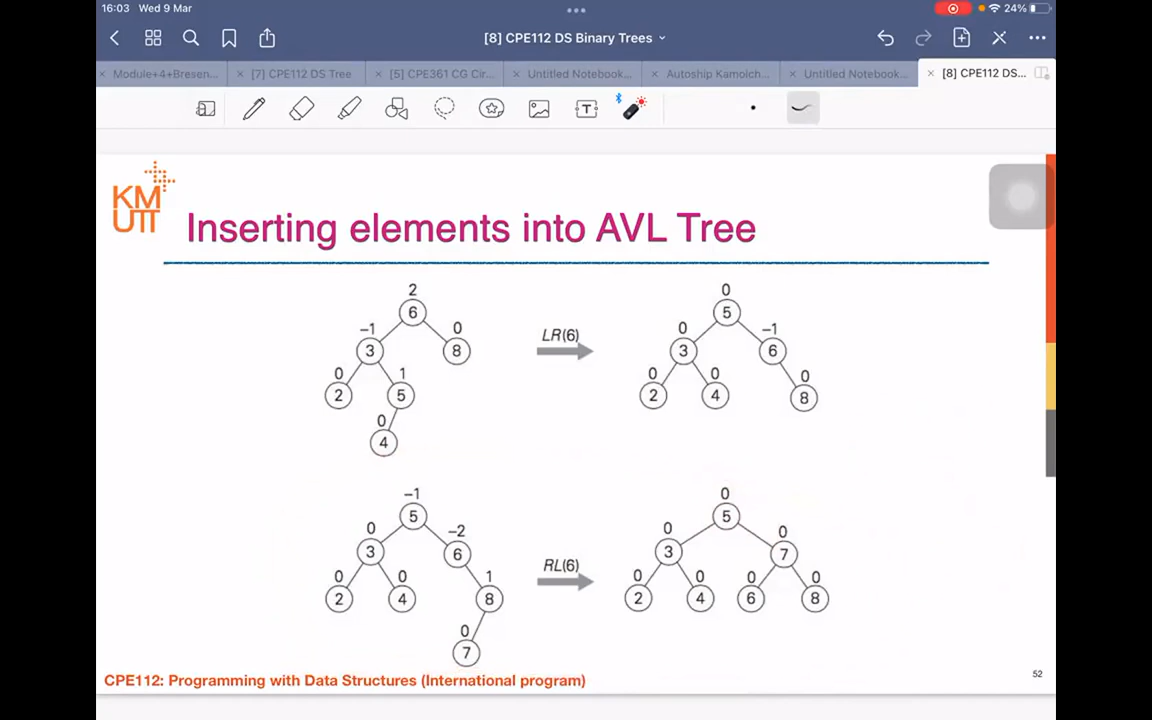 16:03 Wed 9 Mar
24%
[8] CPE112 DS Binary Trees
Module+4+Bresen...
[7] CPE112 DS Tree
[5] CPE361 CG Cir...
Untitled Notebook...
Autoship Kamoich...
Untitled Notebook...
[8] CPE112 DS...
T
KM
UTT
Inserting elements into AVL Tree
2 0
6 5
-1 0 LR(6) 0 -1
3 8 3 6
0 1 0 0 0
2 5 2 4 8
0
4
-1 0
5 5
0 -2 0 0
3 6 3 7
0 0 1 RL(6) 0 0 0 0
2 4 8 2 4 6 8
0
7
CPE112: Programming with Data Structures (International program)
52